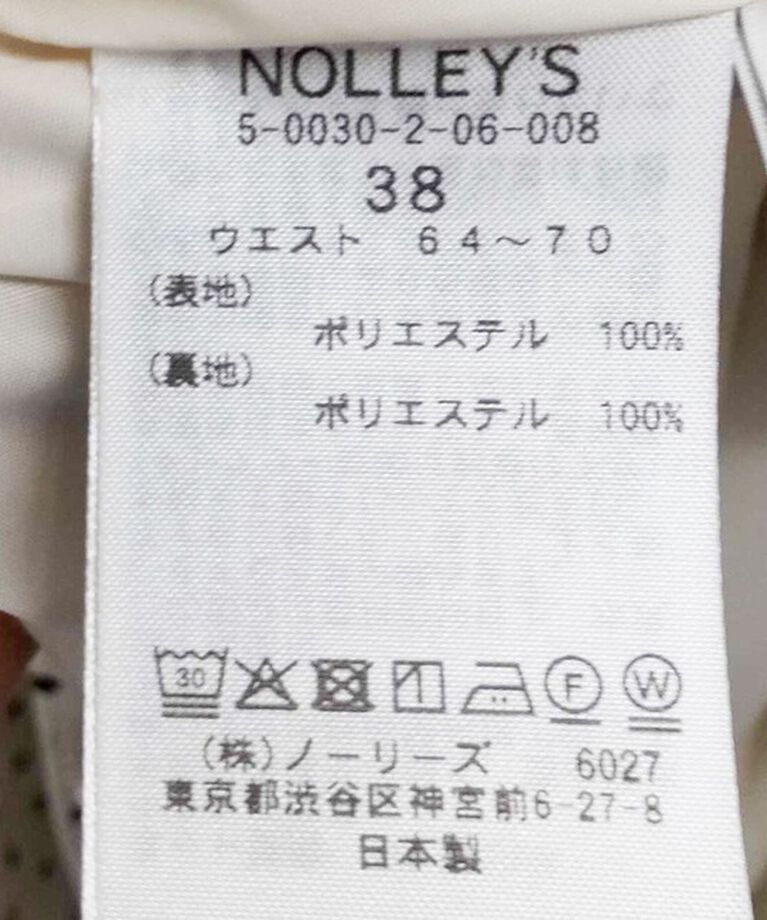 NOLLEY'S
5-0030-2-06-008
38
ウエスト 64～70
(表地)
ポリエステル 100%
(裏地)
ポリエステル 100%
30 F W
(株)ノーリーズ 6027
東京都渋谷区神宮前6-27-8
日本製